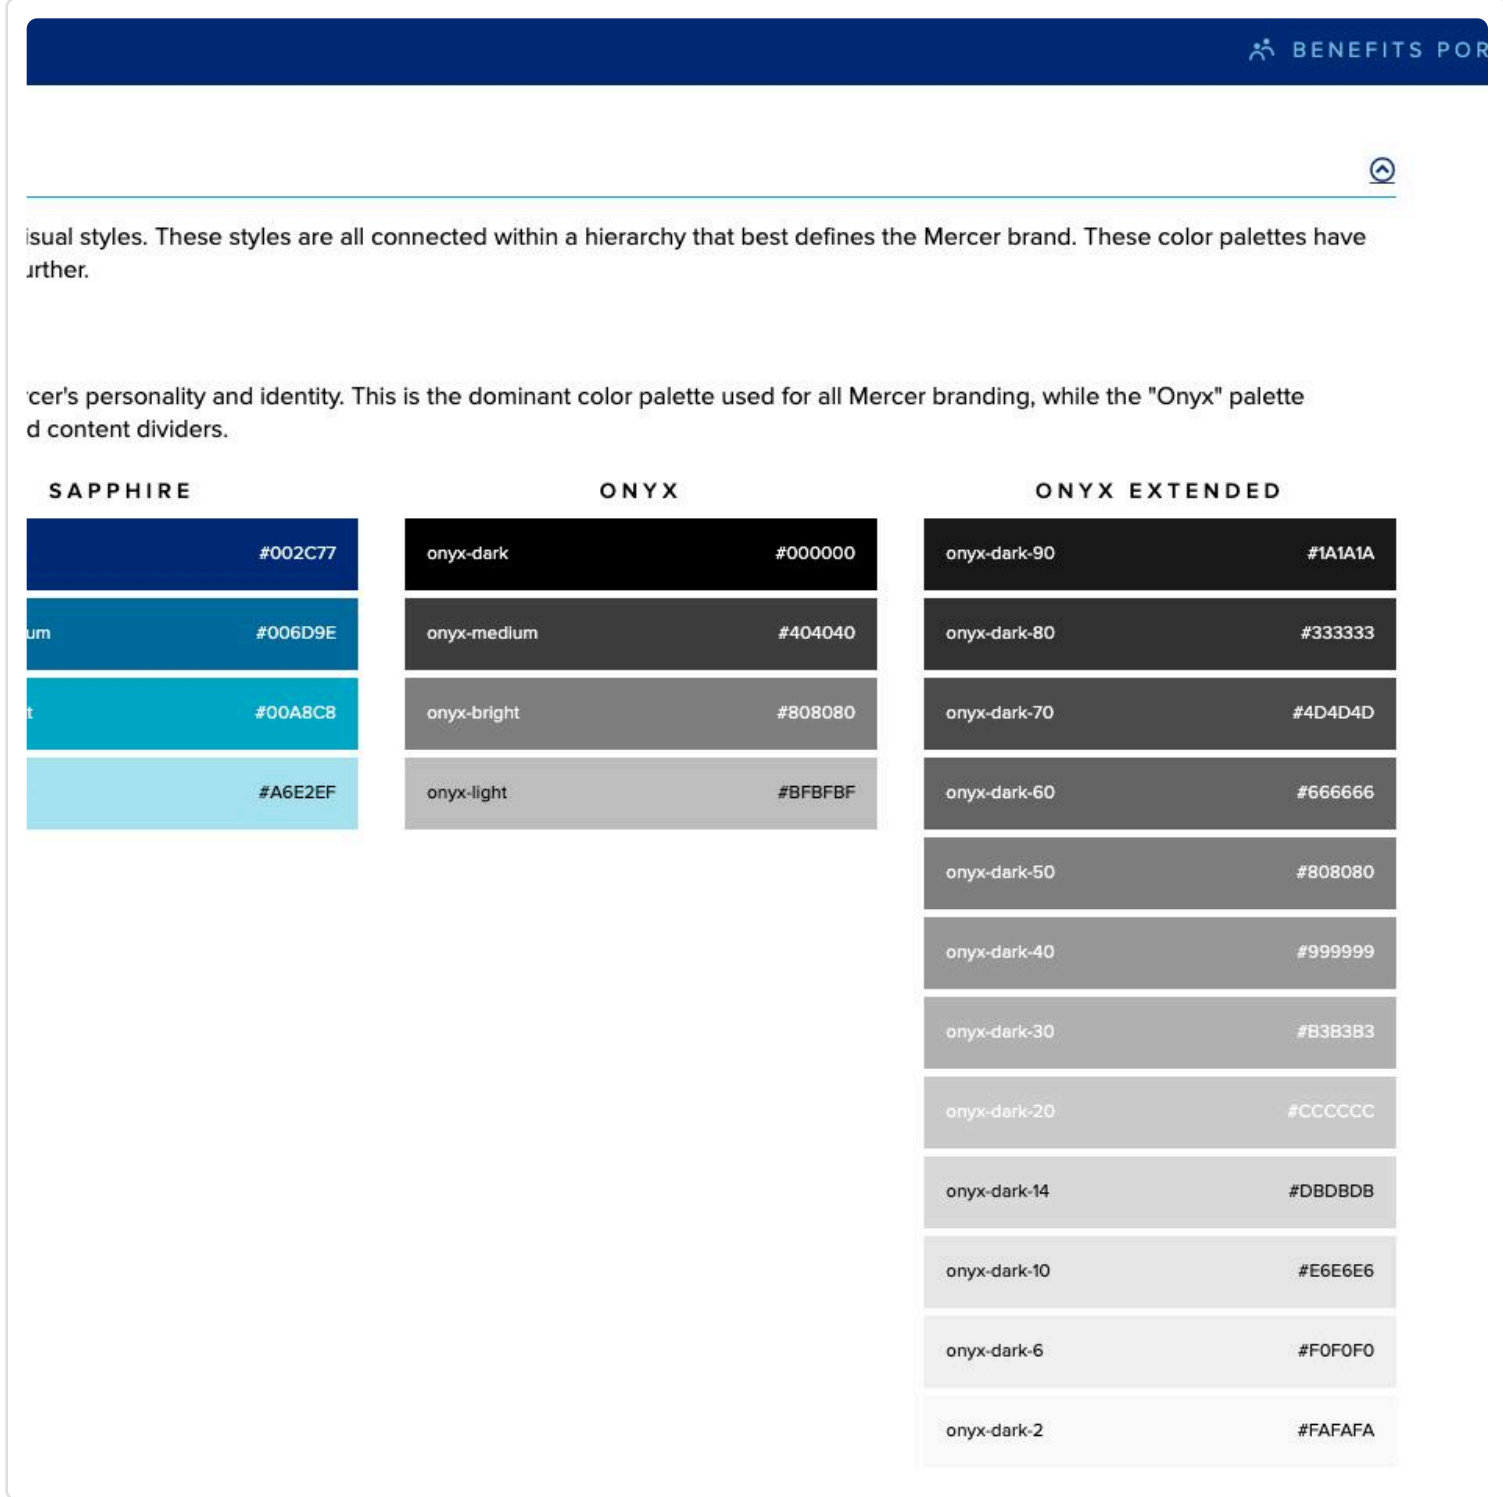 BENEFITS POR
isual styles. These styles are all connected within a hierarchy that best defines the Mercer brand. These color palettes have
urther.
rcer's personality and identity. This is the dominant color palette used for all Mercer branding, while the "Onyx" palette
d content dividers.
SAPPHIRE
#002C77
um #006D9E
t #00A8C8
#A6E2EF
ONYX
onyx-dark #000000
onyx-medium #404040
onyx-bright #808080
onyx-light #BFBFBF
ONYX EXTENDED
onyx-dark-90 #1A1A1A
onyx-dark-80 #333333
onyx-dark-70 #4D4D4D
onyx-dark-60 #666666
onyx-dark-50 #808080
onyx-dark-40 #999999
onyx-dark-30 #B3B3B3
onyx-dark-20 #CCCCCC
onyx-dark-14 #DBDBDB
onyx-dark-10 #E6E6E6
onyx-dark-6 #F0F0F0
onyx-dark-2 #FAFAFA